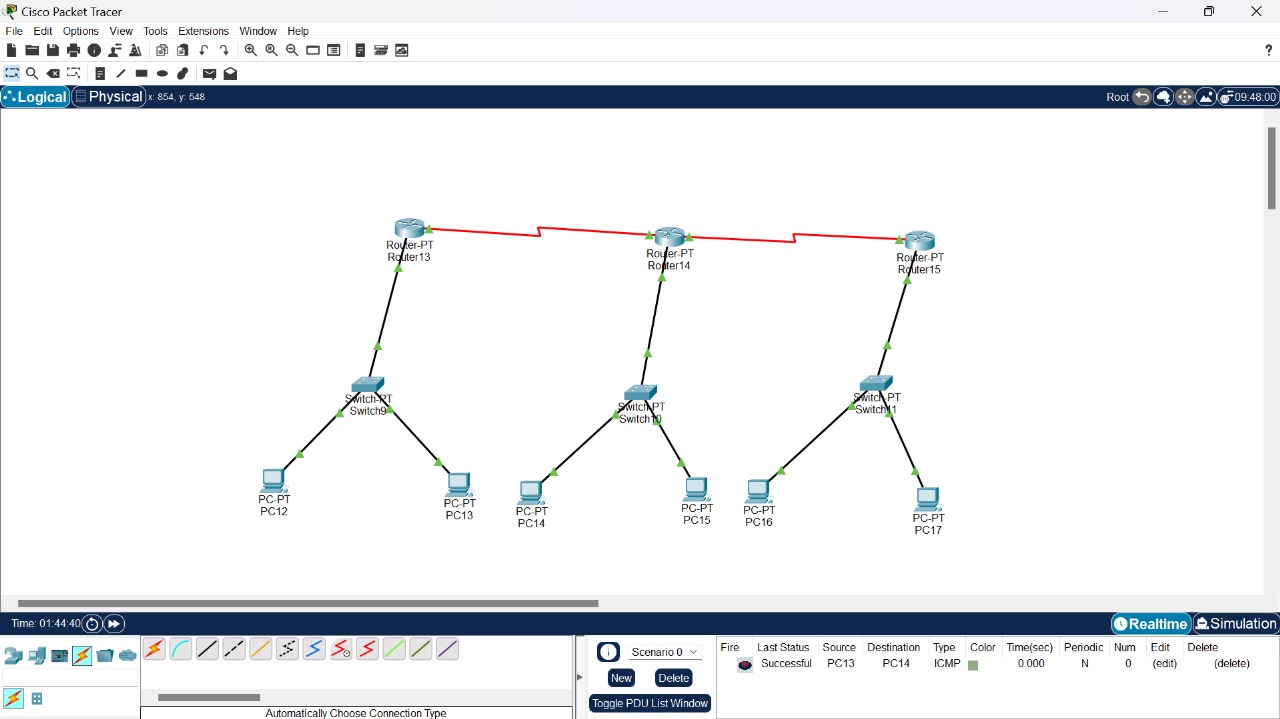 Cisco Packet Tracer
File Edit Options View Tools Extensions Window Help
?
Logical Physical x: 854, y: 548 Root 09:48:00
Router-PT
Router13
Router-PT
Router14
Router-PT
Router15
Switch-PT
Switch9
Switch-PT
Switch10
Switch-PT
Switch11
PC-PT
PC12
PC-PT
PC13
PC-PT
PC14
PC-PT
PC15
PC-PT
PC16
PC-PT
PC17
Time: 01:44:40 Realtime Simulation
Scenario 0
New Delete
Toggle PDU List Window
Fire Last Status Source Destination Type Color Time(sec) Periodic Num Edit Delete
Successful PC13 PC14 ICMP 0.000 N 0 (edit) (delete)
Automatically Choose Connection Type